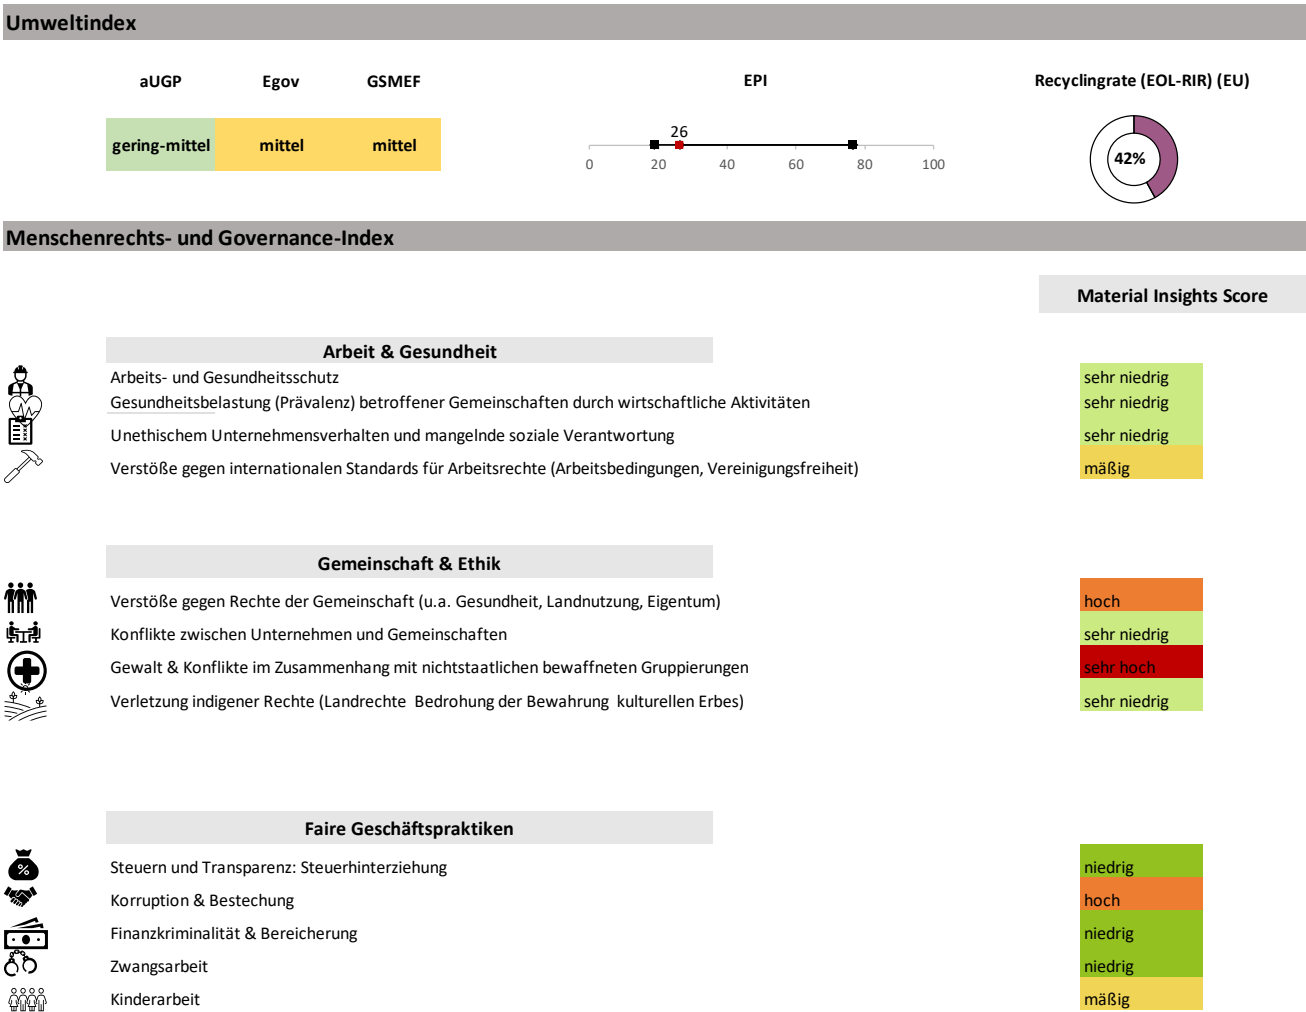 Umweltindex
aUGP Egov GSMEF EPI Recyclingrate (EOL-RIR) (EU)
gering-mittel mittel mittel
26
0 20 40 60 80 100
42%
Menschenrechts- und Governance-Index
Material Insights Score
Arbeit & Gesundheit
Arbeits- und Gesundheitsschutz sehr niedrig
Gesundheitsbelastung (Prävalenz) betroffener Gemeinschaften durch wirtschaftliche Aktivitäten sehr niedrig
Unethischem Unternehmensverhalten und mangelnde soziale Verantwortung sehr niedrig
Verstöße gegen internationalen Standards für Arbeitsrechte (Arbeitsbedingungen, Vereinigungsfreiheit) mäßig
Gemeinschaft & Ethik
Verstöße gegen Rechte der Gemeinschaft (u.a. Gesundheit, Landnutzung, Eigentum) hoch
Konflikte zwischen Unternehmen und Gemeinschaften sehr niedrig
Gewalt & Konflikte im Zusammenhang mit nichtstaatlichen bewaffneten Gruppierungen sehr hoch
Verletzung indigener Rechte (Landrechte Bedrohung der Bewahrung kulturellen Erbes) sehr niedrig
Faire Geschäftspraktiken
% Steuern und Transparenz: Steuerhinterziehung niedrig
Korruption & Bestechung hoch
Finanzkriminalität & Bereicherung niedrig
Zwangsarbeit niedrig
Kinderarbeit mäßig